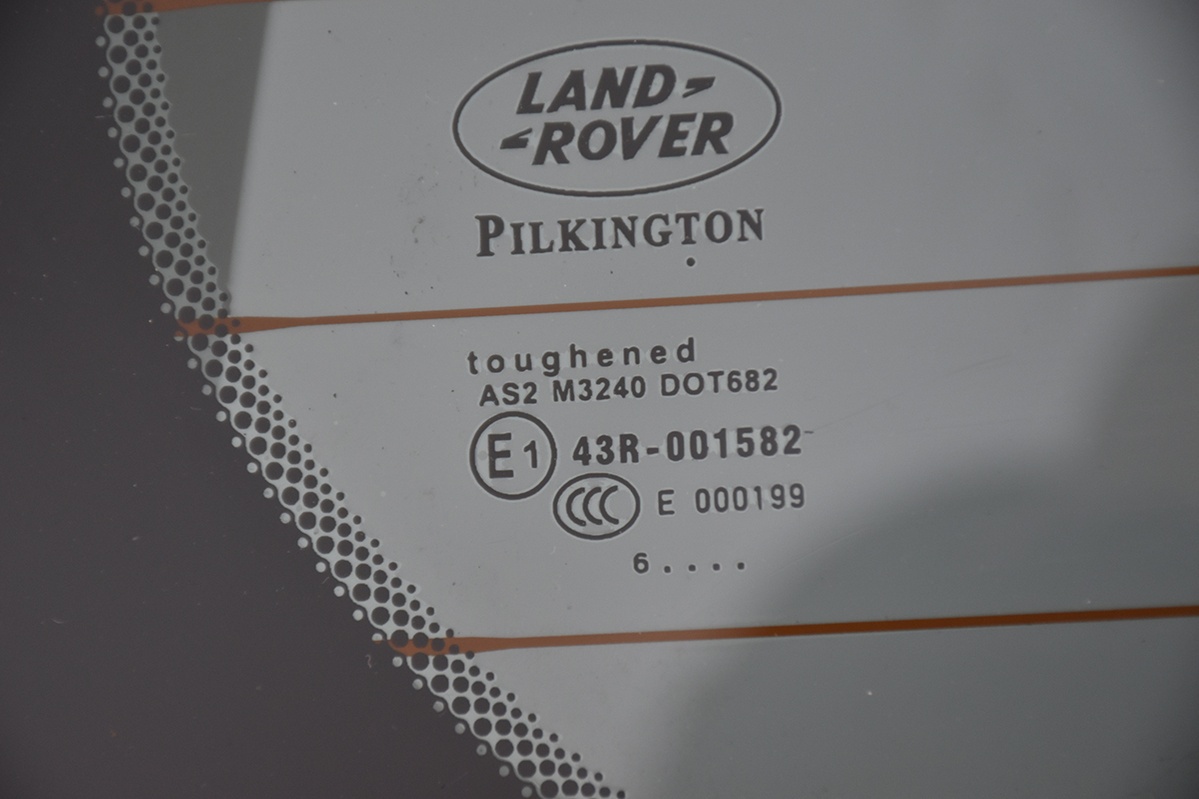 LAND
ROVER
PILKINGTON
toughened
AS2 M3240 DOT682
E1 43R-001582
CCC E 000199
6....